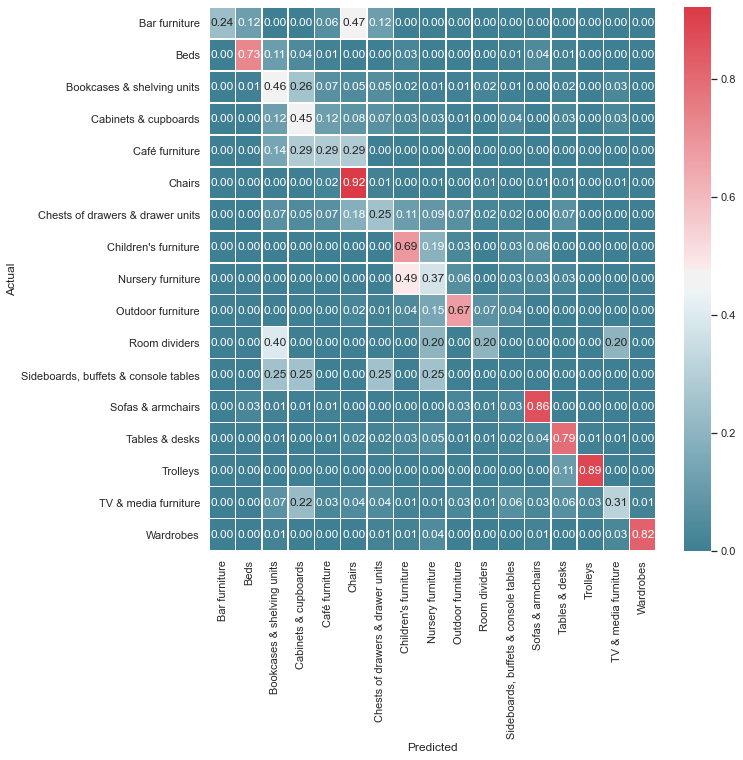 Bar furniture 0.24 0.12 0.00 0.00 0.06 0.47 0.12 0.00 0.00 0.00 0.00 0.00 0.00 0.00 0.00 0.00 0.00
Beds 0.00 0.73 0.11 0.04 0.01 0.00 0.00 0.03 0.00 0.00 0.00 0.01 0.04 0.01 0.00 0.00 0.00
0.8
Bookcases & shelving units 0.00 0.01 0.46 0.26 0.07 0.05 0.05 0.02 0.01 0.01 0.02 0.01 0.00 0.02 0.00 0.03 0.00
Cabinets & cupboards 0.00 0.00 0.12 0.45 0.12 0.08 0.07 0.03 0.03 0.01 0.00 0.04 0.00 0.03 0.00 0.03 0.00
Café furniture 0.00 0.00 0.14 0.29 0.29 0.29 0.00 0.00 0.00 0.00 0.00 0.00 0.00 0.00 0.00 0.00 0.00
Chairs 0.00 0.00 0.00 0.00 0.02 0.92 0.01 0.00 0.01 0.00 0.01 0.00 0.01 0.01 0.00 0.01 0.00
0.6
Chests of drawers & drawer units 0.00 0.00 0.07 0.05 0.07 0.18 0.25 0.11 0.09 0.07 0.02 0.02 0.00 0.07 0.00 0.00 0.00
Children's furniture 0.00 0.00 0.00 0.00 0.00 0.00 0.00 0.69 0.19 0.03 0.00 0.03 0.06 0.00 0.00 0.00 0.00
Actual
Nursery furniture 0.00 0.00 0.00 0.00 0.00 0.00 0.00 0.49 0.37 0.06 0.00 0.03 0.03 0.03 0.00 0.00 0.00
Outdoor furniture 0.00 0.00 0.00 0.00 0.00 0.02 0.01 0.04 0.15 0.67 0.07 0.04 0.00 0.00 0.00 0.00 0.00
0.4
Room dividers 0.00 0.00 0.40 0.00 0.00 0.00 0.00 0.00 0.20 0.00 0.20 0.00 0.00 0.00 0.00 0.20 0.00
Sideboards, buffets & console tables 0.00 0.00 0.25 0.25 0.00 0.00 0.25 0.00 0.25 0.00 0.00 0.00 0.00 0.00 0.00 0.00 0.00
Sofas & armchairs 0.00 0.03 0.01 0.01 0.01 0.00 0.00 0.00 0.00 0.03 0.01 0.03 0.86 0.00 0.00 0.00 0.00
0.2
Tables & desks 0.00 0.00 0.01 0.00 0.01 0.02 0.02 0.03 0.05 0.01 0.01 0.02 0.04 0.79 0.01 0.01 0.00
Trolleys 0.00 0.00 0.00 0.00 0.00 0.00 0.00 0.00 0.00 0.00 0.00 0.00 0.00 0.11 0.89 0.00 0.00
TV & media furniture 0.00 0.00 0.07 0.22 0.03 0.04 0.04 0.01 0.01 0.03 0.01 0.06 0.03 0.06 0.03 0.31 0.01
Wardrobes 0.00 0.00 0.01 0.00 0.00 0.00 0.01 0.01 0.04 0.00 0.00 0.00 0.01 0.00 0.00 0.03 0.82
0.0
Bar furniture
Beds
Bookcases & shelving units
Cabinets & cupboards
Café furniture
Chairs
Chests of drawers & drawer units
Children's furniture
Nursery furniture
Outdoor furniture
Room dividers
Sideboards, buffets & console tables
Sofas & armchairs
Tables & desks
Trolleys
TV & media furniture
Wardrobes
Predicted